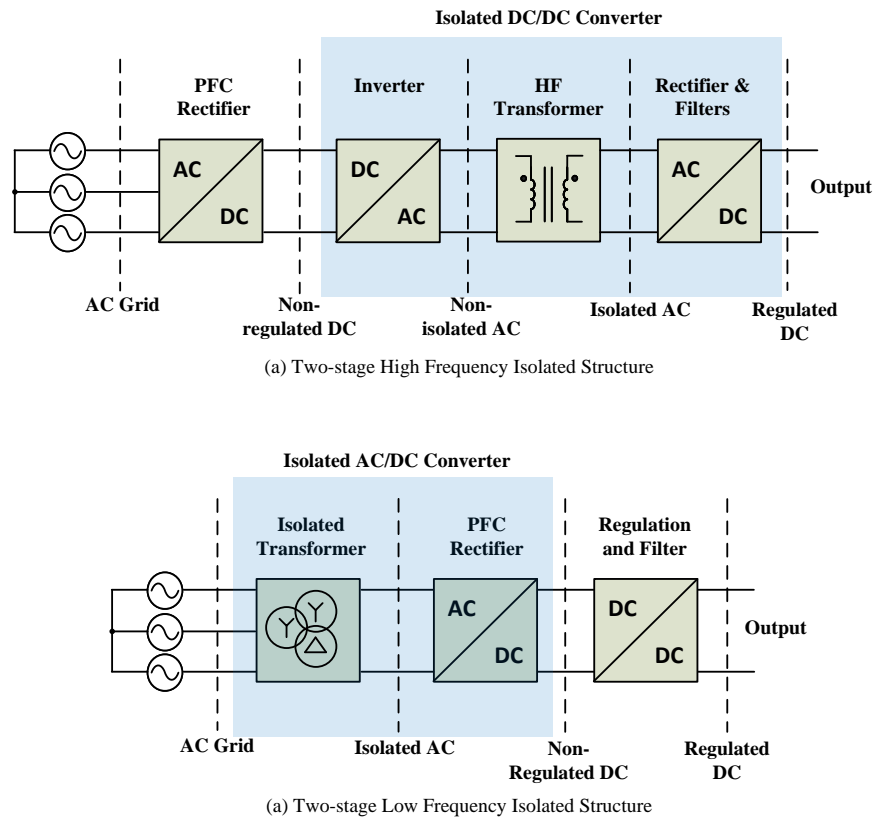 Isolated DC/DC Converter
PFC
Rectifier
Inverter
HF
Transformer
Rectifier &
Filters
AC
DC
DC
AC
AC
DC
Output
AC Grid
Non-
regulated DC
Non-
isolated AC
Isolated AC
Regulated
DC
(a) Two-stage High Frequency Isolated Structure
Isolated AC/DC Converter
Isolated
Transformer
PFC
Rectifier
Regulation
and Filter
Y
Y
Δ
AC
DC
DC
DC
Output
AC Grid
Isolated AC
Non-
Regulated DC
Regulated
DC
(a) Two-stage Low Frequency Isolated Structure